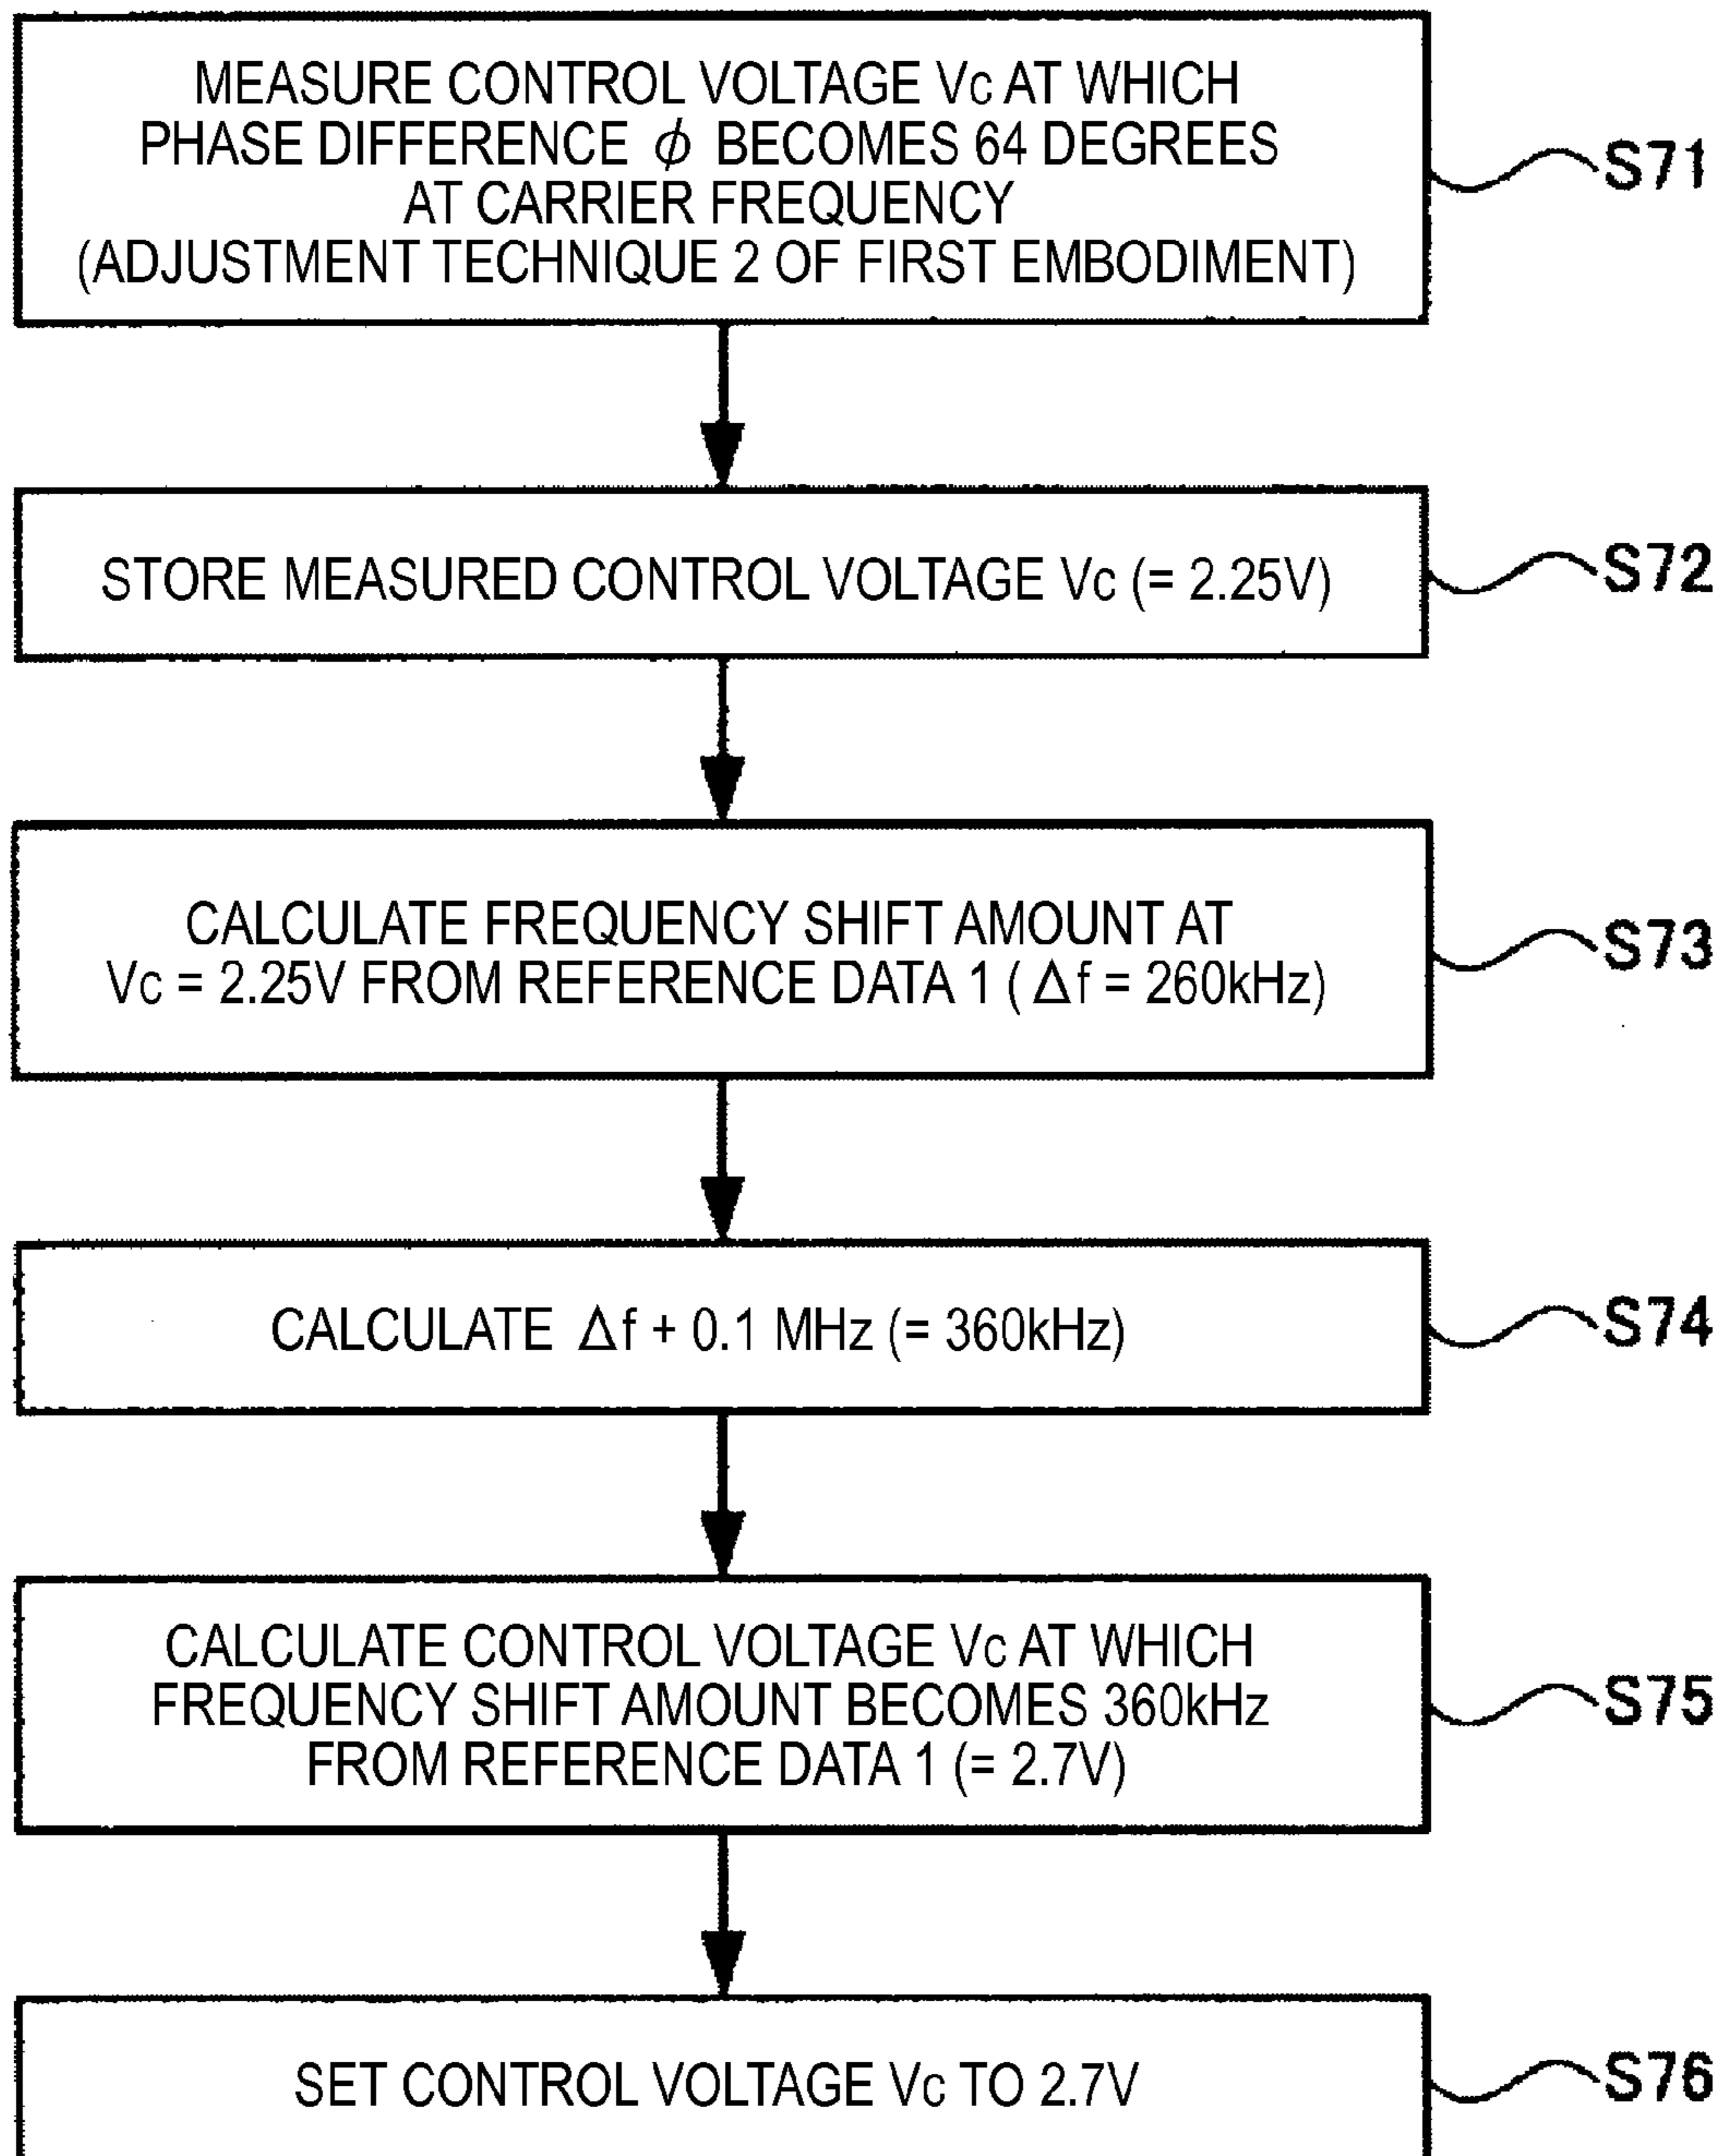 MEASURE CONTROL VOLTAGE Vc AT WHICH
PHASE DIFFERENCE ϕ BECOMES 64 DEGREES
AT CARRIER FREQUENCY
(ADJUSTMENT TECHNIQUE 2 OF FIRST EMBODIMENT)
S71
STORE MEASURED CONTROL VOLTAGE Vc (= 2.25V)
S72
CALCULATE FREQUENCY SHIFT AMOUNT AT
Vc = 2.25V FROM REFERENCE DATA 1 ( Δf = 260kHz)
S73
CALCULATE Δf + 0.1 MHz (= 360kHz)
S74
CALCULATE CONTROL VOLTAGE Vc AT WHICH
FREQUENCY SHIFT AMOUNT BECOMES 360kHz
FROM REFERENCE DATA 1 (= 2.7V)
S75
SET CONTROL VOLTAGE Vc TO 2.7V
S76